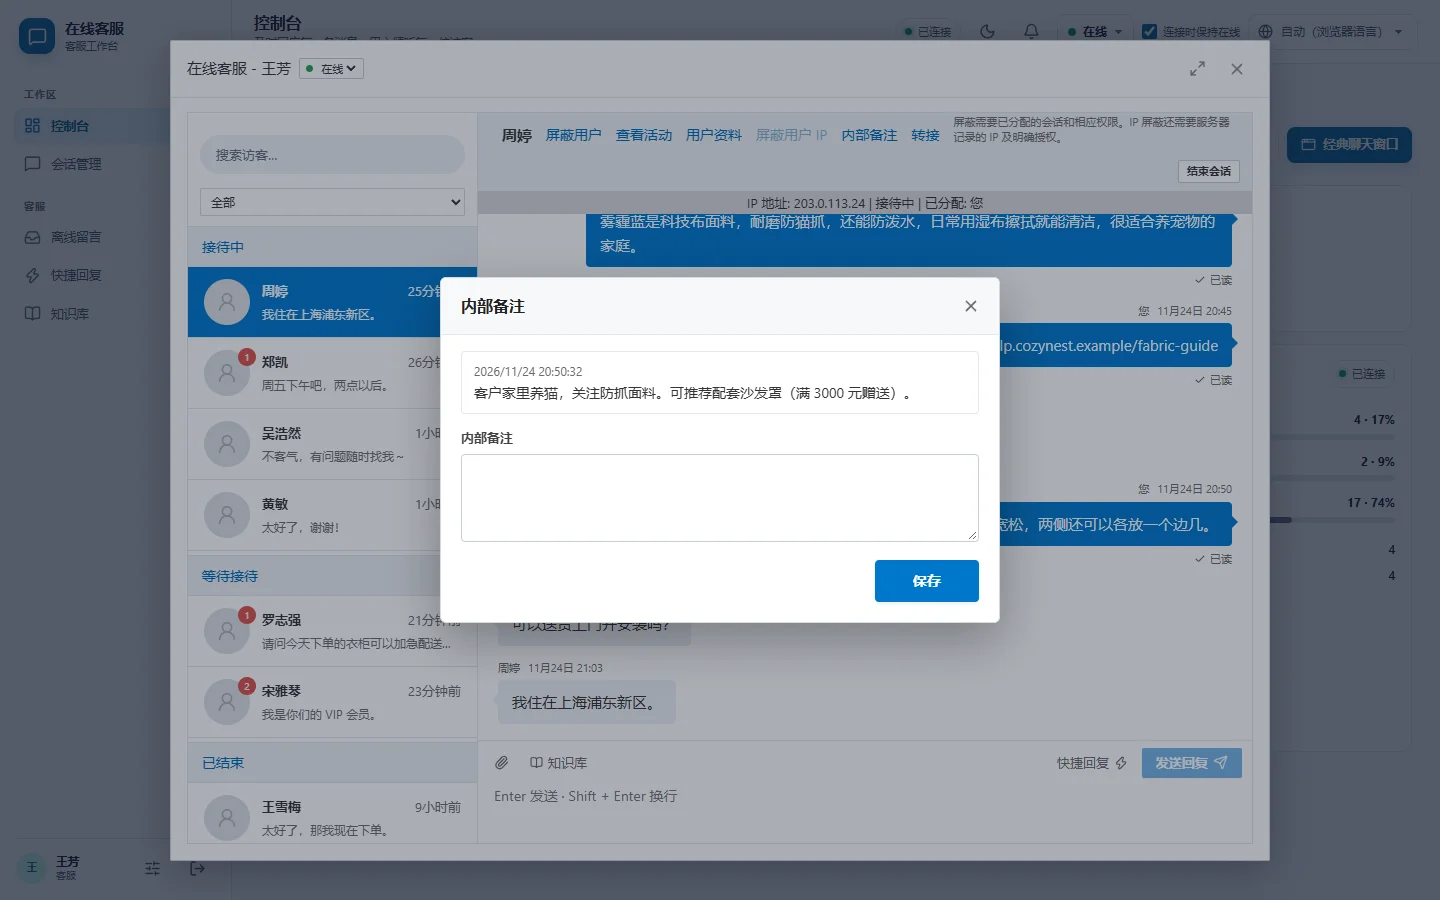 在线客服
客服工作台
工作区
控制台
会话管理
客服
离线留言
快捷回复
知识库
王
王芳
客服
控制台
已连接
在线
连接时保持在线
自动（浏览器语言）
经典聊天窗口
已连接
4 · 17%
2 · 9%
17 · 74%
4
4
在线客服 - 王芳
在线
搜索访客...
全部
接待中
周婷
25分钟
我住在上海浦东新区。
1
郑凯
26分钟
周五下午吧，两点以后。
吴浩然
1小时
不客气，有问题随时找我～
黄敏
1小时
太好了，谢谢！
等待接待
1
罗志强
21分钟前
请问今天下单的衣柜可以加急配送...
2
宋雅琴
23分钟前
我是你们的 VIP 会员。
已结束
王雪梅
9小时前
太好了，那我现在下单。
周婷
屏蔽用户
查看活动
用户资料
屏蔽用户 IP
内部备注
转接
屏蔽需要已分配的会话和相应权限。IP 屏蔽还需要服务器
记录的 IP 及明确授权。
结束会话
IP 地址: 203.0.113.24 | 接待中 | 已分配: 您
雾霾蓝是科技布面料，耐磨防猫抓，还能防泼水，日常用湿布擦拭就能清洁，很适合养宠物的
家庭。
已读
您 11月24日 20:45
lp.cozynest.example/fabric-guide
已读
您 11月24日 20:50
宽松，两侧还可以各放一个边几。
已读
可以送货上门并安装吗？
周婷 11月24日 21:03
我住在上海浦东新区。
知识库
快捷回复
发送回复
Enter 发送 · Shift + Enter 换行
内部备注
2026/11/24 20:50:32
客户家里养猫，关注防抓面料。可推荐配套沙发罩（满 3000 元赠送）。
内部备注
保存